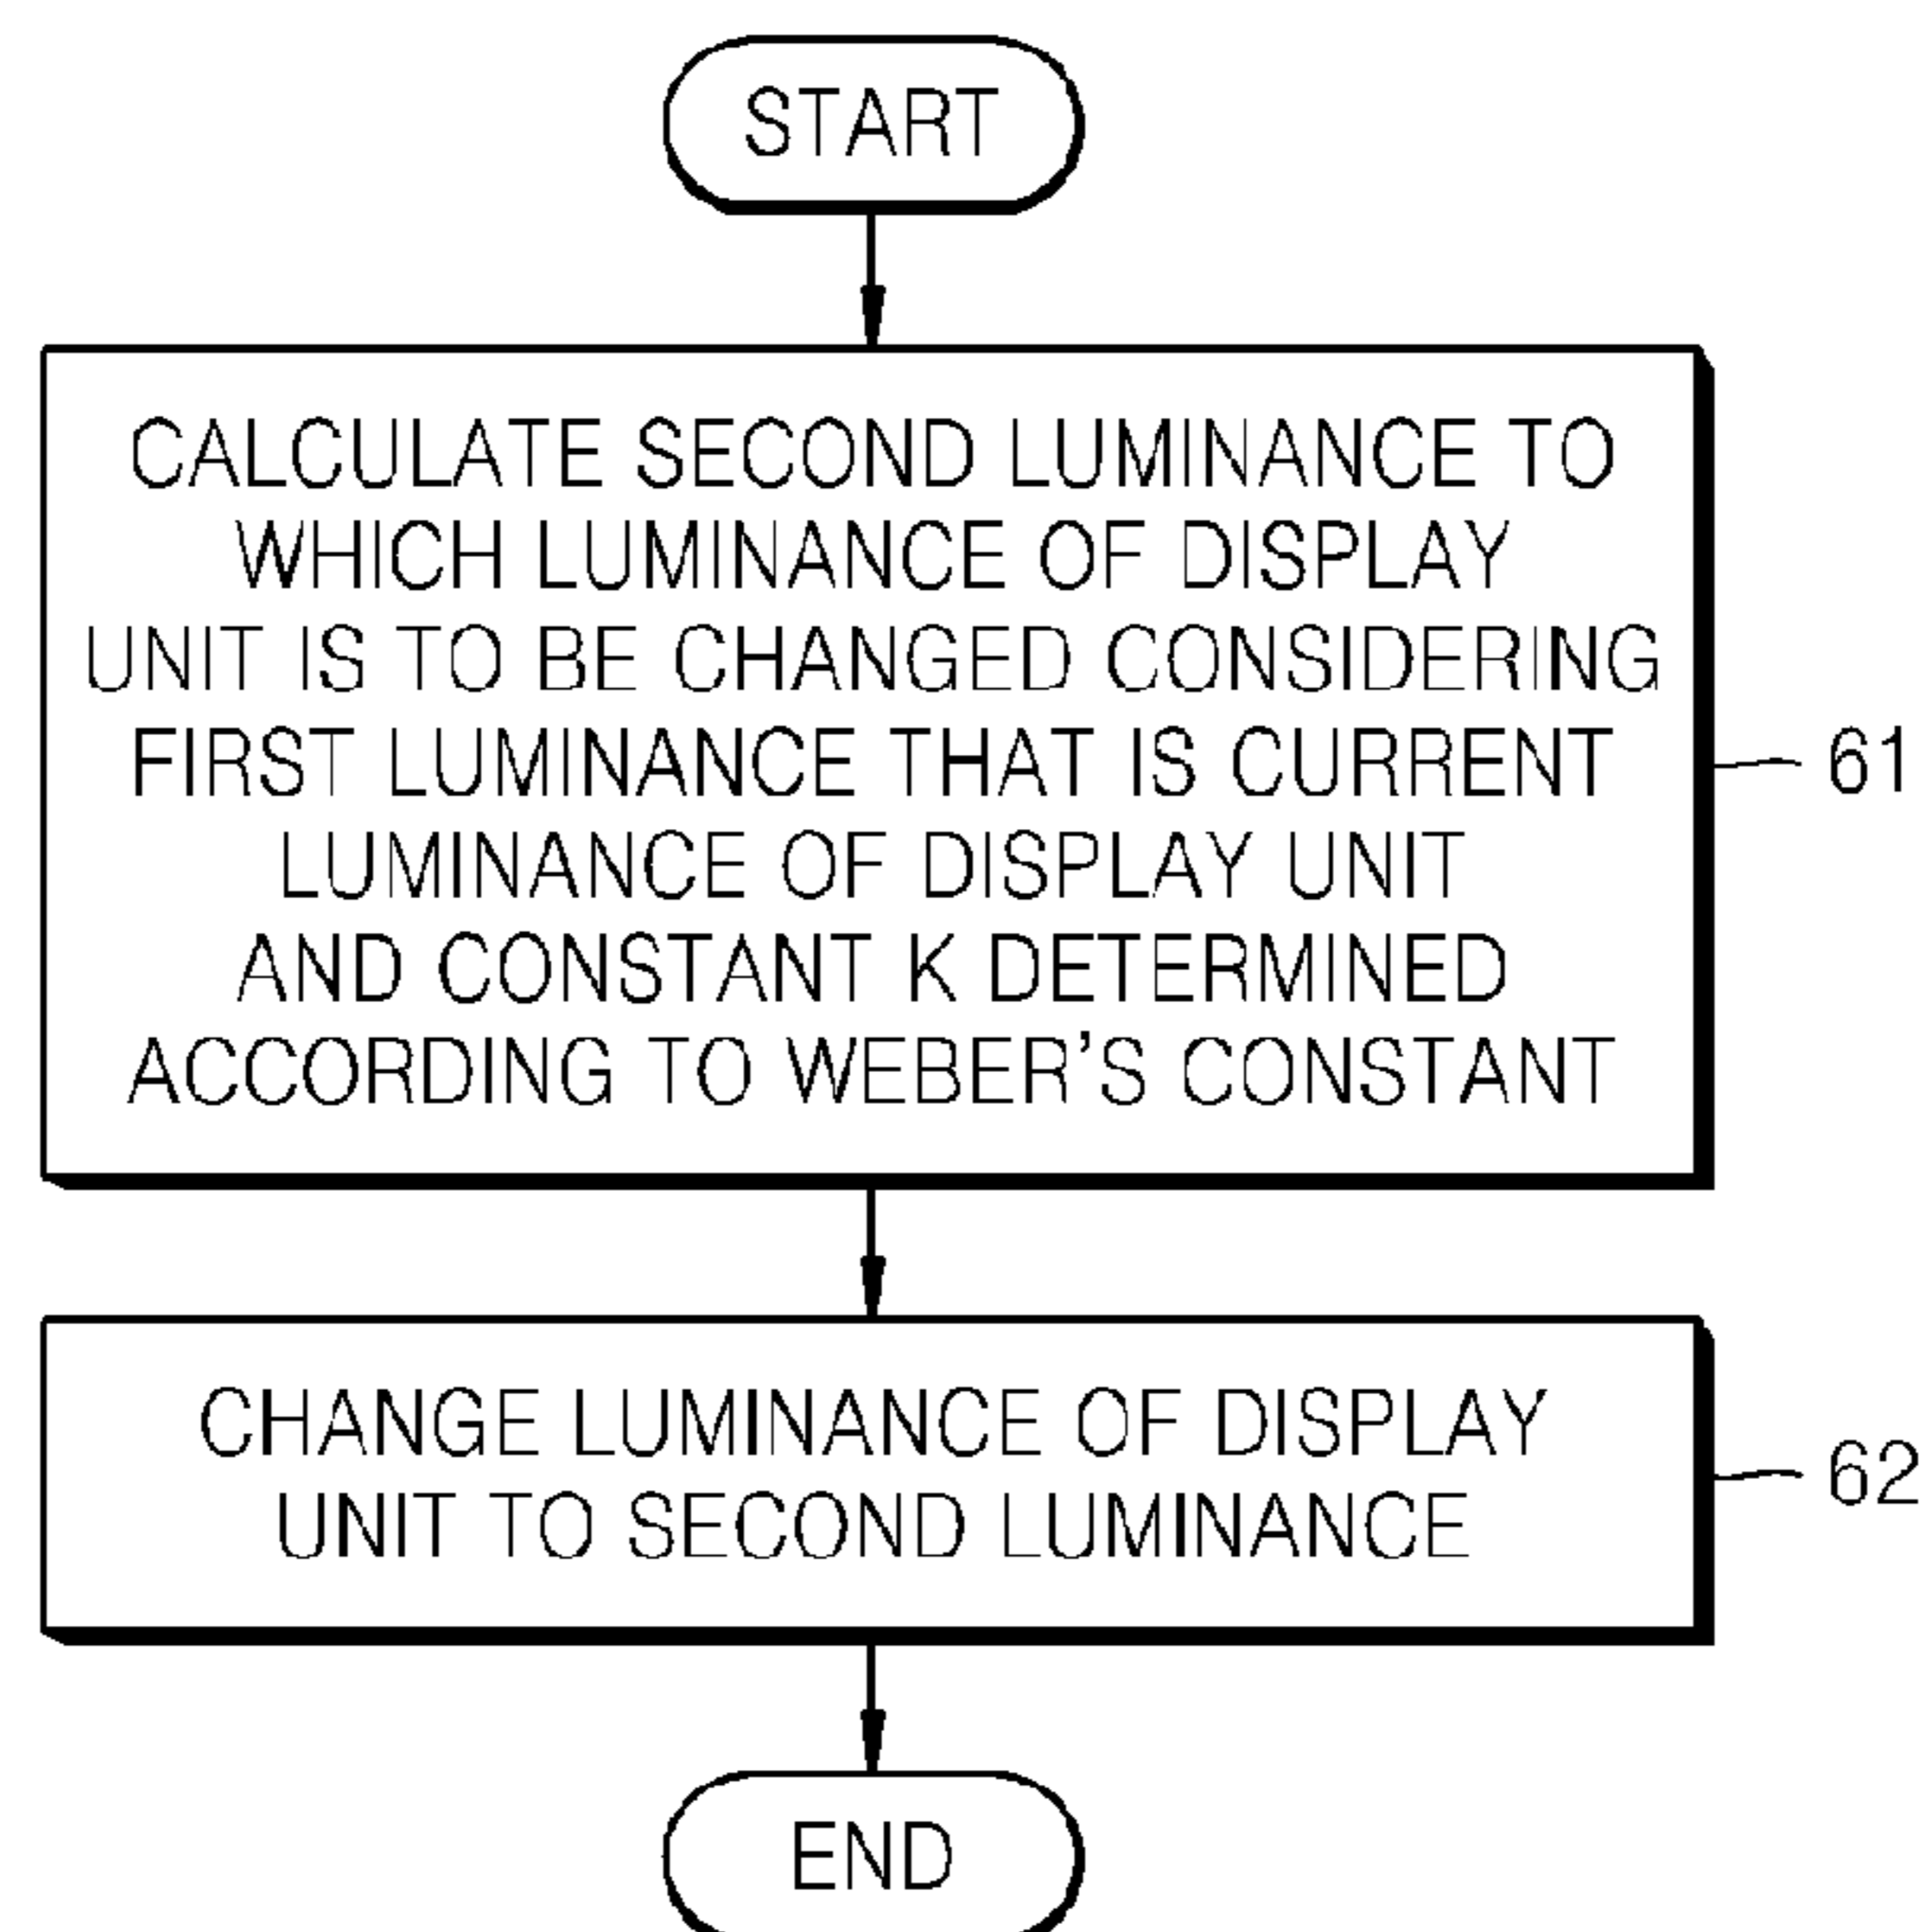 START
CALCULATE SECOND LUMINANCE TO
WHICH LUMINANCE OF DISPLAY
UNIT IS TO BE CHANGED CONSIDERING
FIRST LUMINANCE THAT IS CURRENT
LUMINANCE OF DISPLAY UNIT
AND CONSTANT K DETERMINED
ACCORDING TO WEBER'S CONSTANT
61
CHANGE LUMINANCE OF DISPLAY
UNIT TO SECOND LUMINANCE
62
END